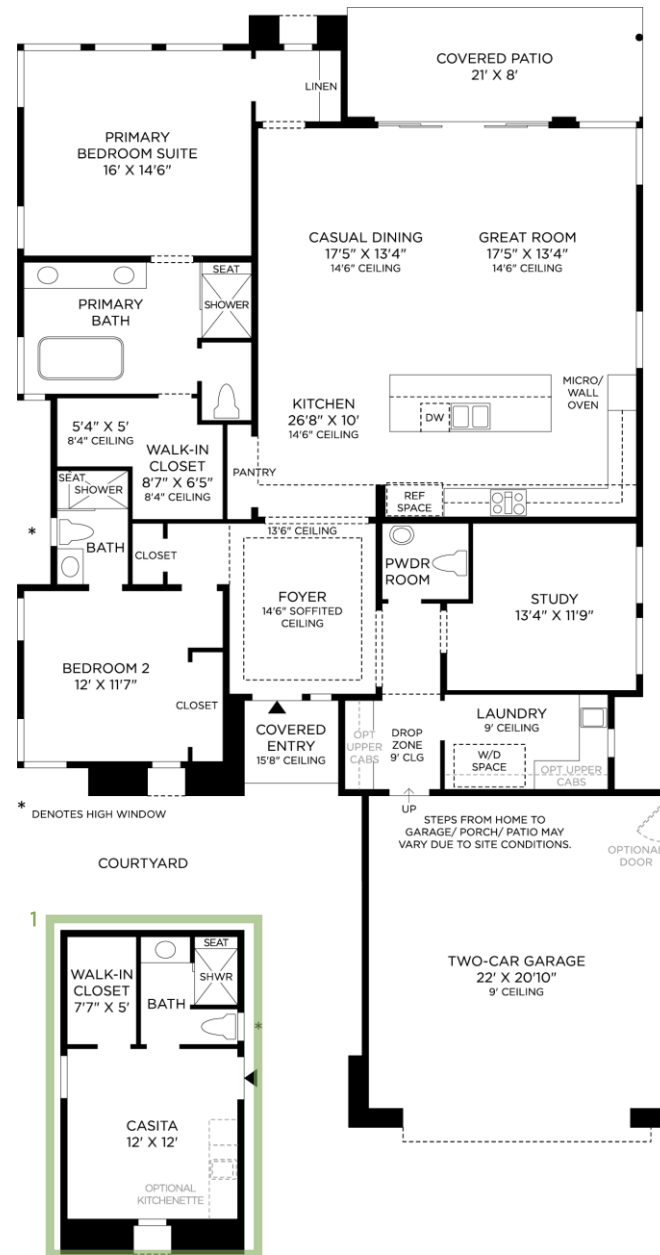 COVERED PATIO
21' X 8'
LINEN
PRIMARY
BEDROOM SUITE
16' X 14'6"
CASUAL DINING
17'5" X 13'4"
14'6" CEILING
GREAT ROOM
17'5" X 13'4"
14'6" CEILING
SEAT
SHOWER
PRIMARY
BATH
MICRO/
WALL
OVEN
KITCHEN
26'8" X 10'
14'6" CEILING
DW
5'4" X 5'
8'4" CEILING
WALK-IN
CLOSET
8'7" X 6'5"
8'4" CEILING
PANTRY
REF
SPACE
SEAT
SHOWER
*
BATH
CLOSET
13'6" CEILING
FOYER
14'6" SOFFITED
CEILING
PWDR
ROOM
STUDY
13'4" X 11'9"
BEDROOM 2
12' X 11'7"
CLOSET
COVERED
ENTRY
15'8" CEILING
OPT
UPPER
CABS
DROP
ZONE
9' CLG
LAUNDRY
9' CEILING
W/D
SPACE
OPT UPPER
CABS
* DENOTES HIGH WINDOW
UP
STEPS FROM HOME TO
GARAGE/ PORCH/ PATIO MAY
VARY DUE TO SITE CONDITIONS.
OPTIONAL
DOOR
COURTYARD
1
WALK-IN
CLOSET
7'7" X 5'
BATH
SEAT
SHWR
*
TWO-CAR GARAGE
22' X 20'10"
9' CEILING
CASITA
12' X 12'
OPTIONAL
KITCHENETTE